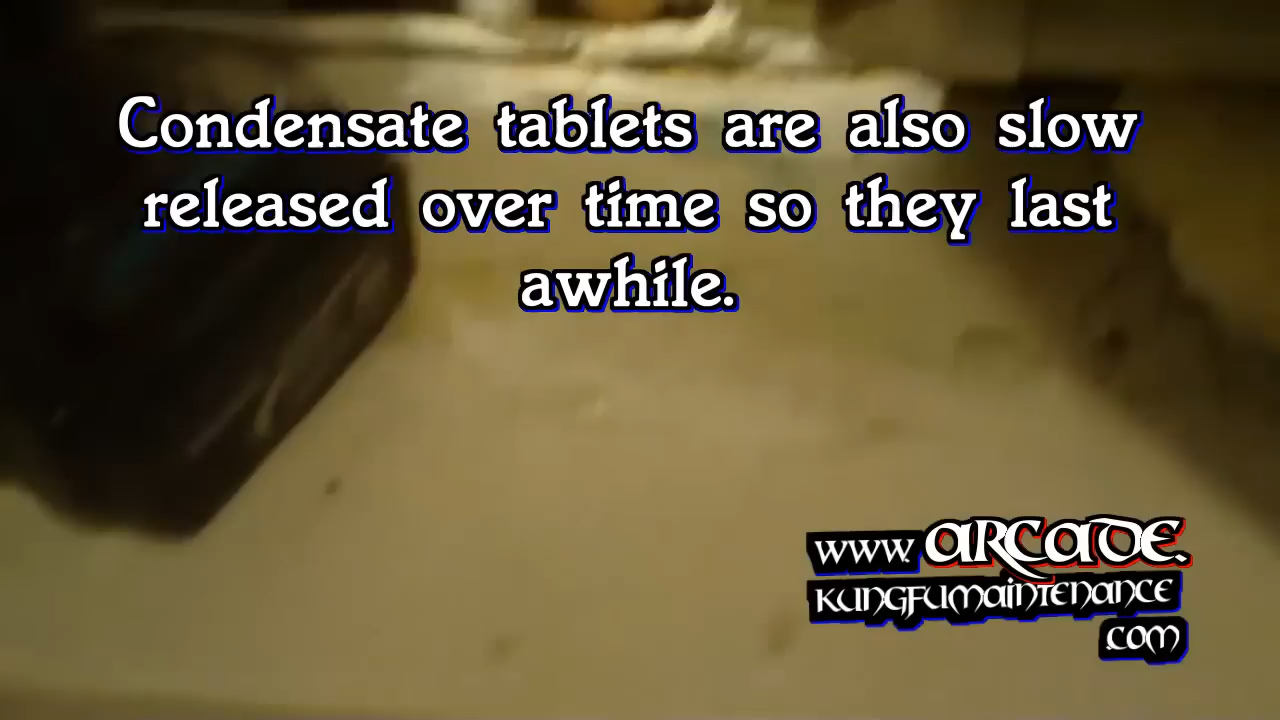 Condensate tablets are also slow
released over time so they last
awhile.
www.ARCADE.
KUNGFUMAINTENANCE
.COM